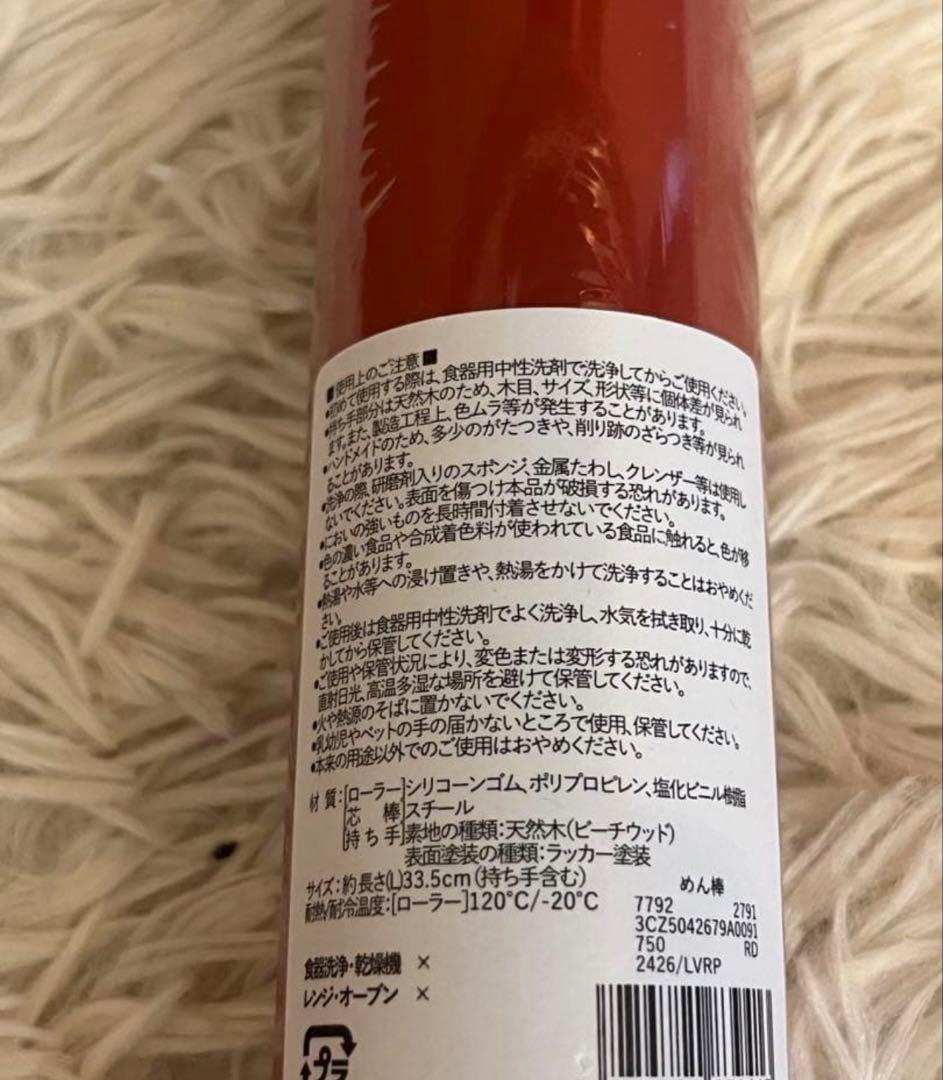 ■使用上のご注意■
•初めて使用する際は、食器用中性洗剤で洗浄してからご使用ください。
•持ち手部分は天然木のため、木目、サイズ、形状等に個体差が見られ
ます。また、製造工程上、色ムラ等が発生することがあります。
•ハンドメイドのため、多少のがたつきや、削り跡のざらつき等が見られ
ることがあります。
•洗浄の際、研磨剤入りのスポンジ、金属たわし、クレンザー等は使用し
ないでください。表面を傷つけ本品が破損する恐れがあります。
•においの強いものを長時間付着させないでください。
•色の濃い食品や合成着色料が使われている食品に触れると、色が移
ることがあります。
•熱湯や水等への浸け置きや、熱湯をかけて洗浄することはおやめくだ
さい。
•ご使用後は食器用中性洗剤でよく洗浄し、水気を拭き取り、十分に乾
かしてから保管してください。
•ご使用や保管状況により、変色または変形する恐れがありますので、
直射日光、高温多湿な場所を避けて保管してください。
•火や熱源のそばに置かないでください。
•乳幼児やペットの手の届かないところで使用、保管してください。
•本来の用途以外でのご使用はおやめください。
材質:[ローラー]シリコーンゴム、ポリプロピレン、塩化ビニル樹脂
[芯棒]スチール
[持ち手]素地の種類:天然木(ビーチウッド)
表面塗装の種類:ラッカー塗装
サイズ:約長さ(L)33.5cm(持ち手含む)
耐熱/耐冷温度:[ローラー]120℃/-20℃
食器洗浄・乾燥機 ×
レンジ・オーブン ×
プラ
めん棒
7792 2791
3CZ5042679A0091
750 RD
2426/LVRP